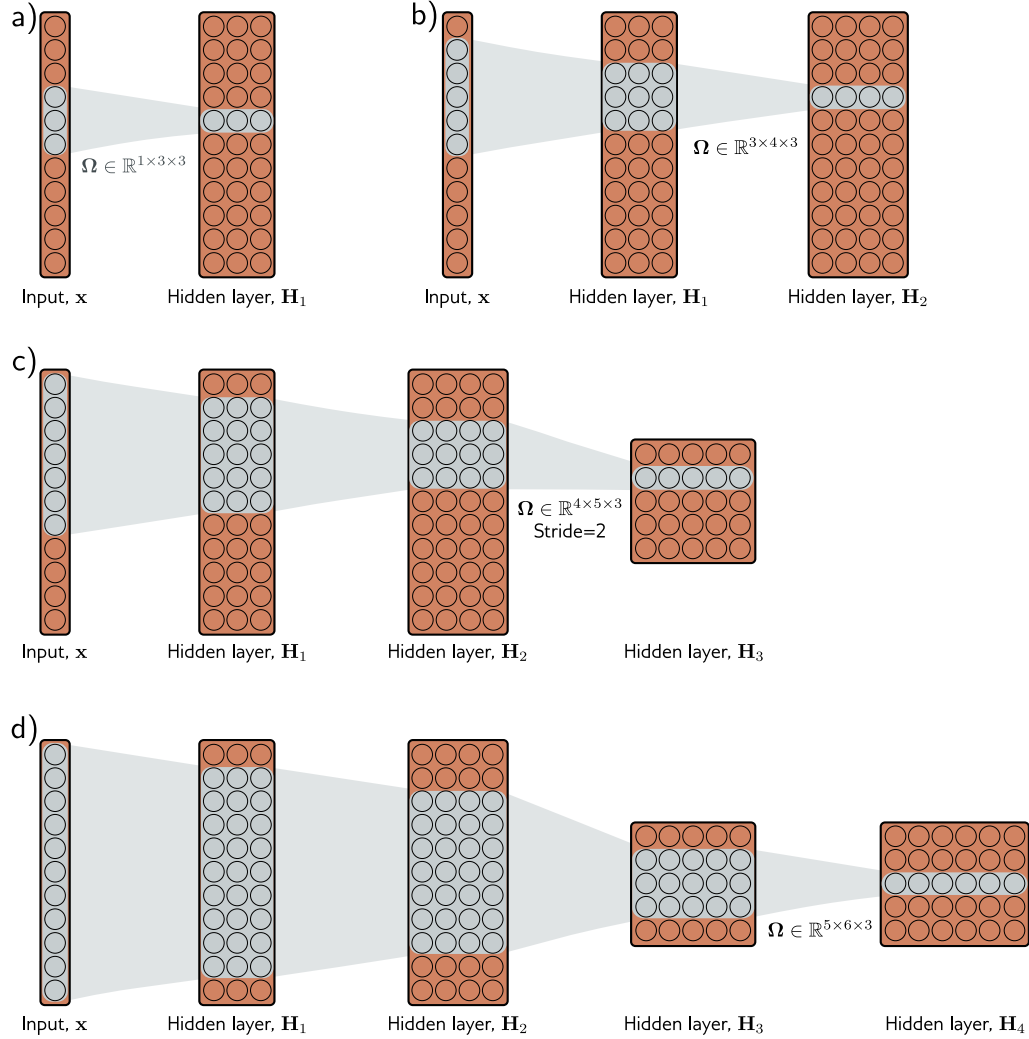 a)
b)
Ω ∈ ℝ^{1×3×3}
Ω ∈ ℝ^{3×4×3}
Input, x
Hidden layer, H₁
Input, x
Hidden layer, H₁
Hidden layer, H₂
c)
Ω ∈ ℝ^{4×5×3}
Stride=2
Input, x
Hidden layer, H₁
Hidden layer, H₂
Hidden layer, H₃
d)
Ω ∈ ℝ^{5×6×3}
Input, x
Hidden layer, H₁
Hidden layer, H₂
Hidden layer, H₃
Hidden layer, H₄